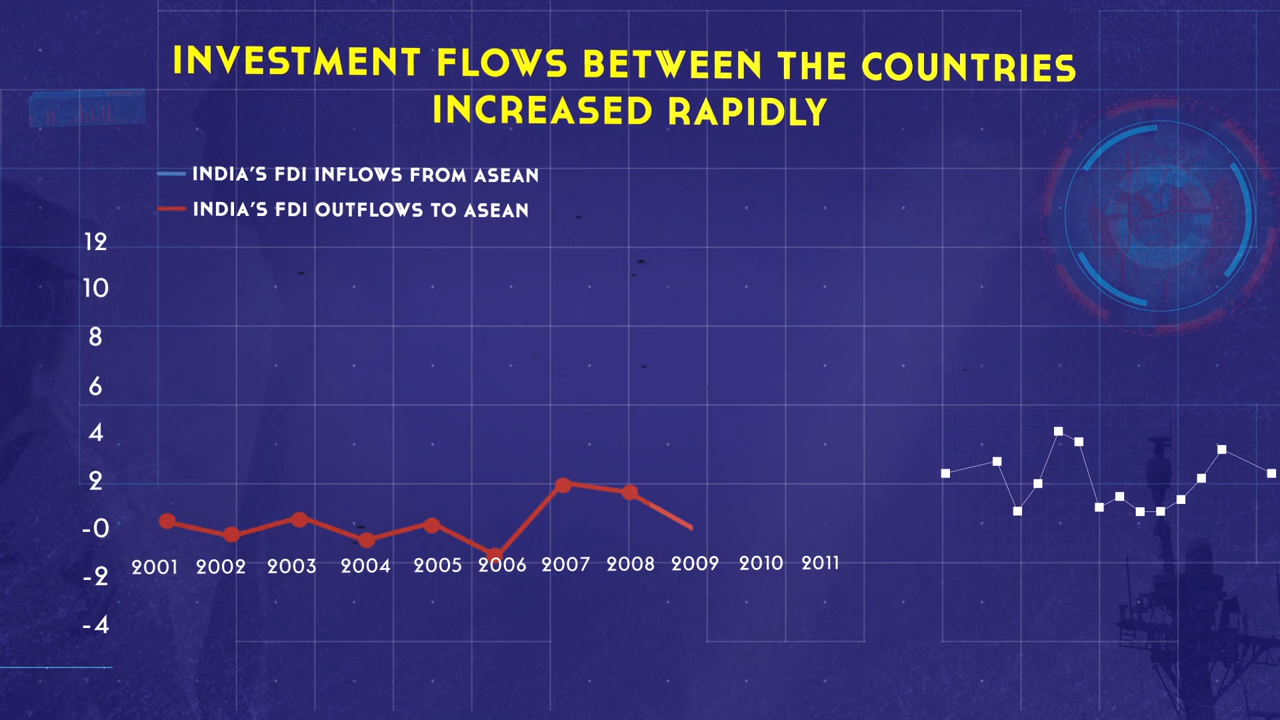 INVESTMENT FLOWS BETWEEN THE COUNTRIES
INCREASED RAPIDLY
INDIA'S FDI INFLOWS FROM ASEAN
INDIA'S FDI OUTFLOWS TO ASEAN
12
10
8
6
4
2
-0
-2
-4
2001 2002 2003 2004 2005 2006 2007 2008 2009 2010 2011